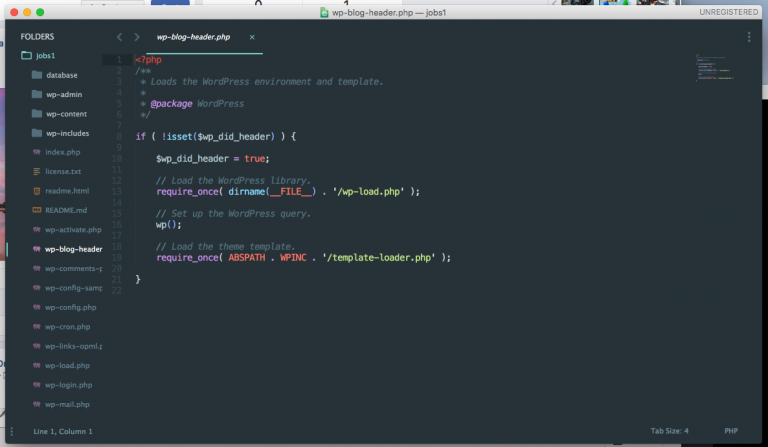 wp-blog-header.php — jobs1
UNREGISTERED
FOLDERS
jobs1
database
wp-admin
wp-content
wp-includes
index.php
license.txt
readme.html
README.md
wp-activate.php
wp-blog-header
wp-comments-p
wp-config-samp
wp-config.php
wp-cron.php
wp-links-opml.p
wp-load.php
wp-login.php
wp-mail.php
wp-blog-header.php ×
1 <?php
2 /**
3  * Loads the WordPress environment and template.
4  *
5  * @package WordPress
6  */
7
8 if ( !isset($wp_did_header) ) {
9
10     $wp_did_header = true;
11
12     // Load the WordPress library.
13     require_once( dirname(__FILE__) . '/wp-load.php' );
14
15     // Set up the WordPress query.
16     wp();
17
18     // Load the theme template.
19     require_once( ABSPATH . WPINC . '/template-loader.php' );
20
21 }
22
Line 1, Column 1
Tab Size: 4
PHP